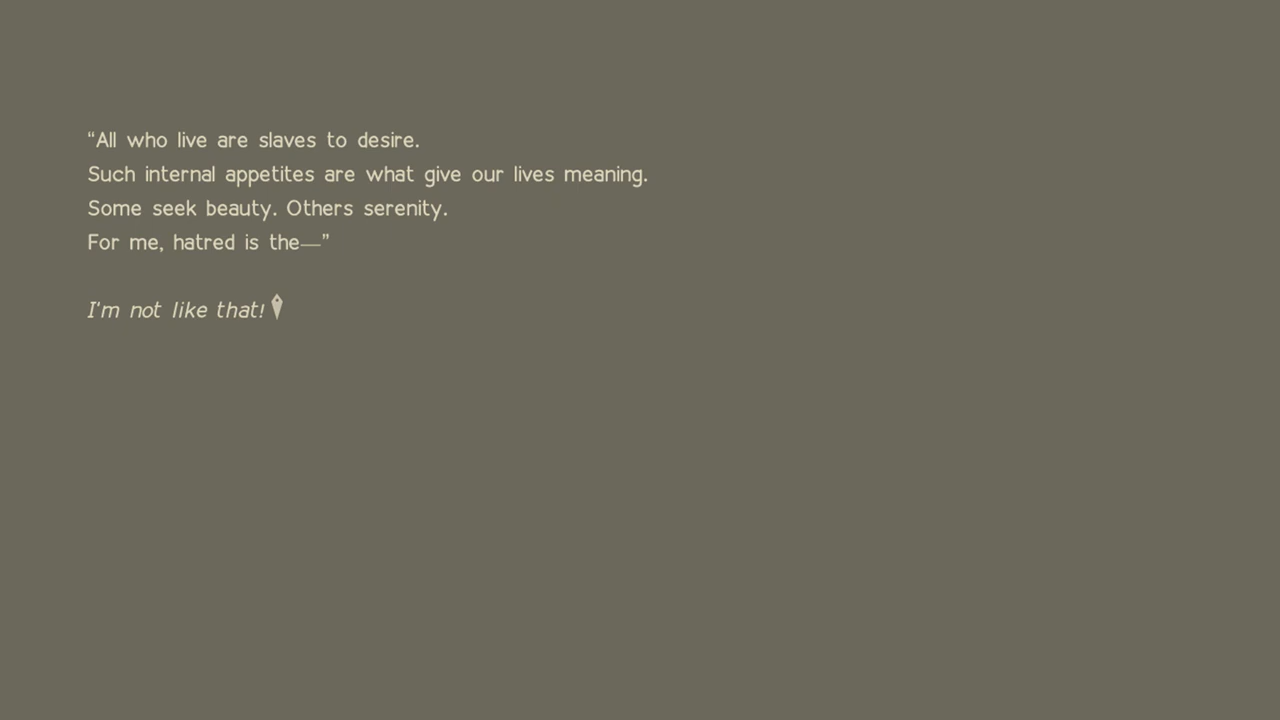 “All who live are slaves to desire.
Such internal appetites are what give our lives meaning.
Some seek beauty. Others serenity.
For me, hatred is the—”
I'm not like that!